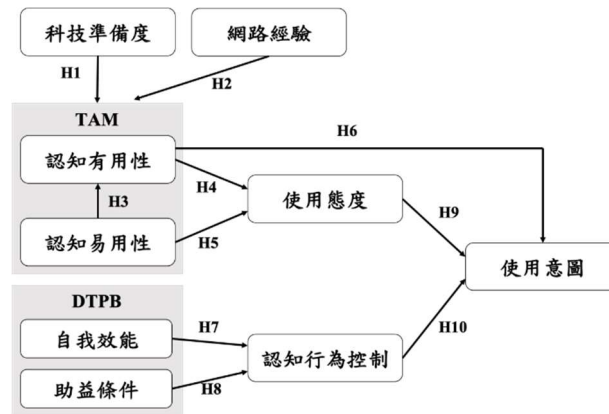 科技準備度
網路經驗
H1
H2
TAM
H6
認知有用性
H4
H3
使用態度
H9
認知易用性
H5
使用意圖
DTPB
自我效能
H7
H10
認知行為控制
助益條件
H8